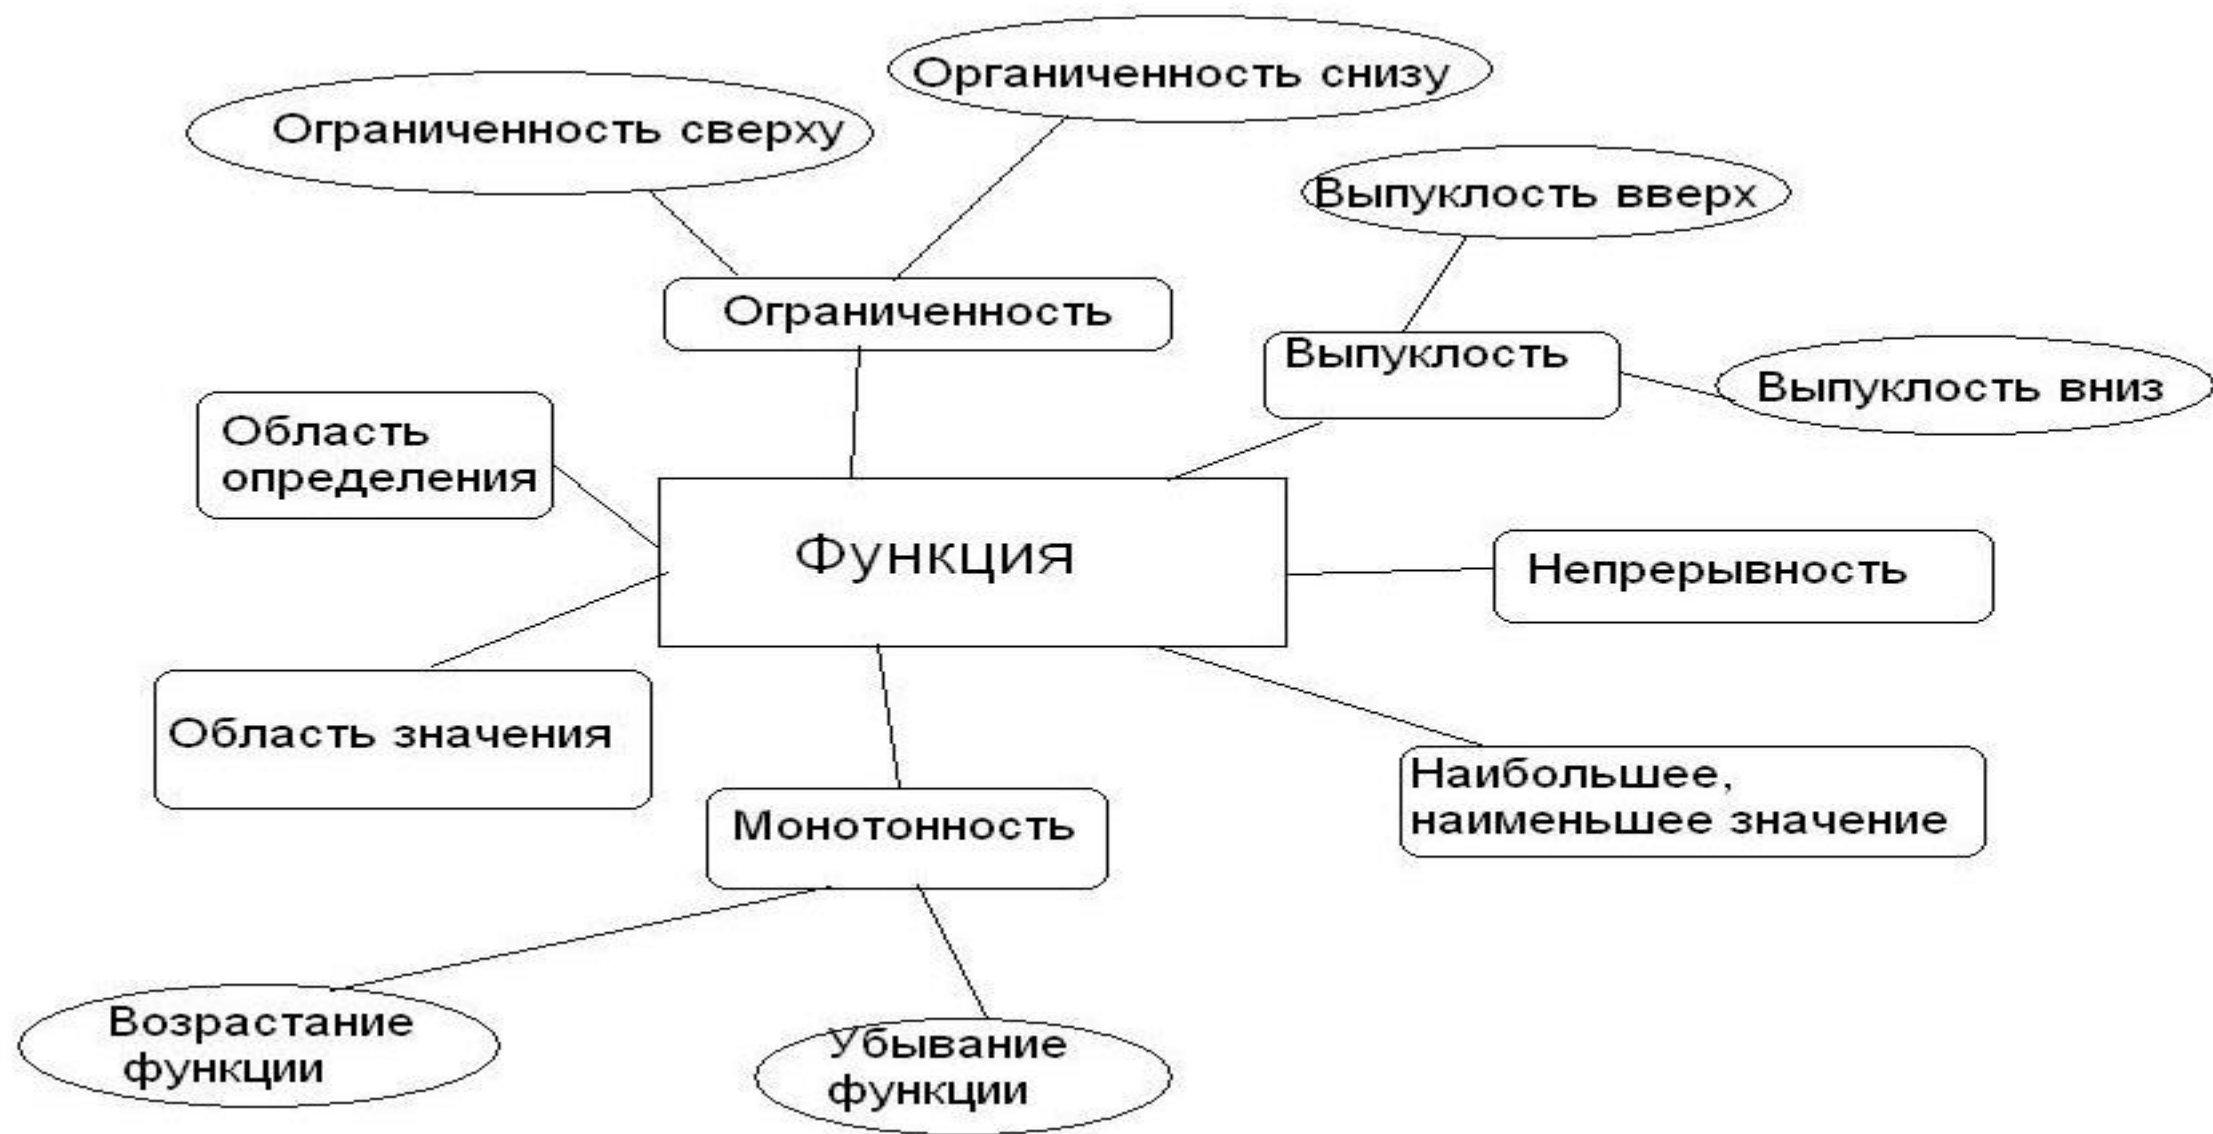 Органиченность снизу
Ограниченность сверху
Выпуклость вверх
Ограниченность
Выпуклость
Выпуклость вниз
Область
определения
Функция
Непрерывность
Область значения
Наибольшее,
наименьшее значение
Монотонность
Возрастание
функции
Убывание
функции